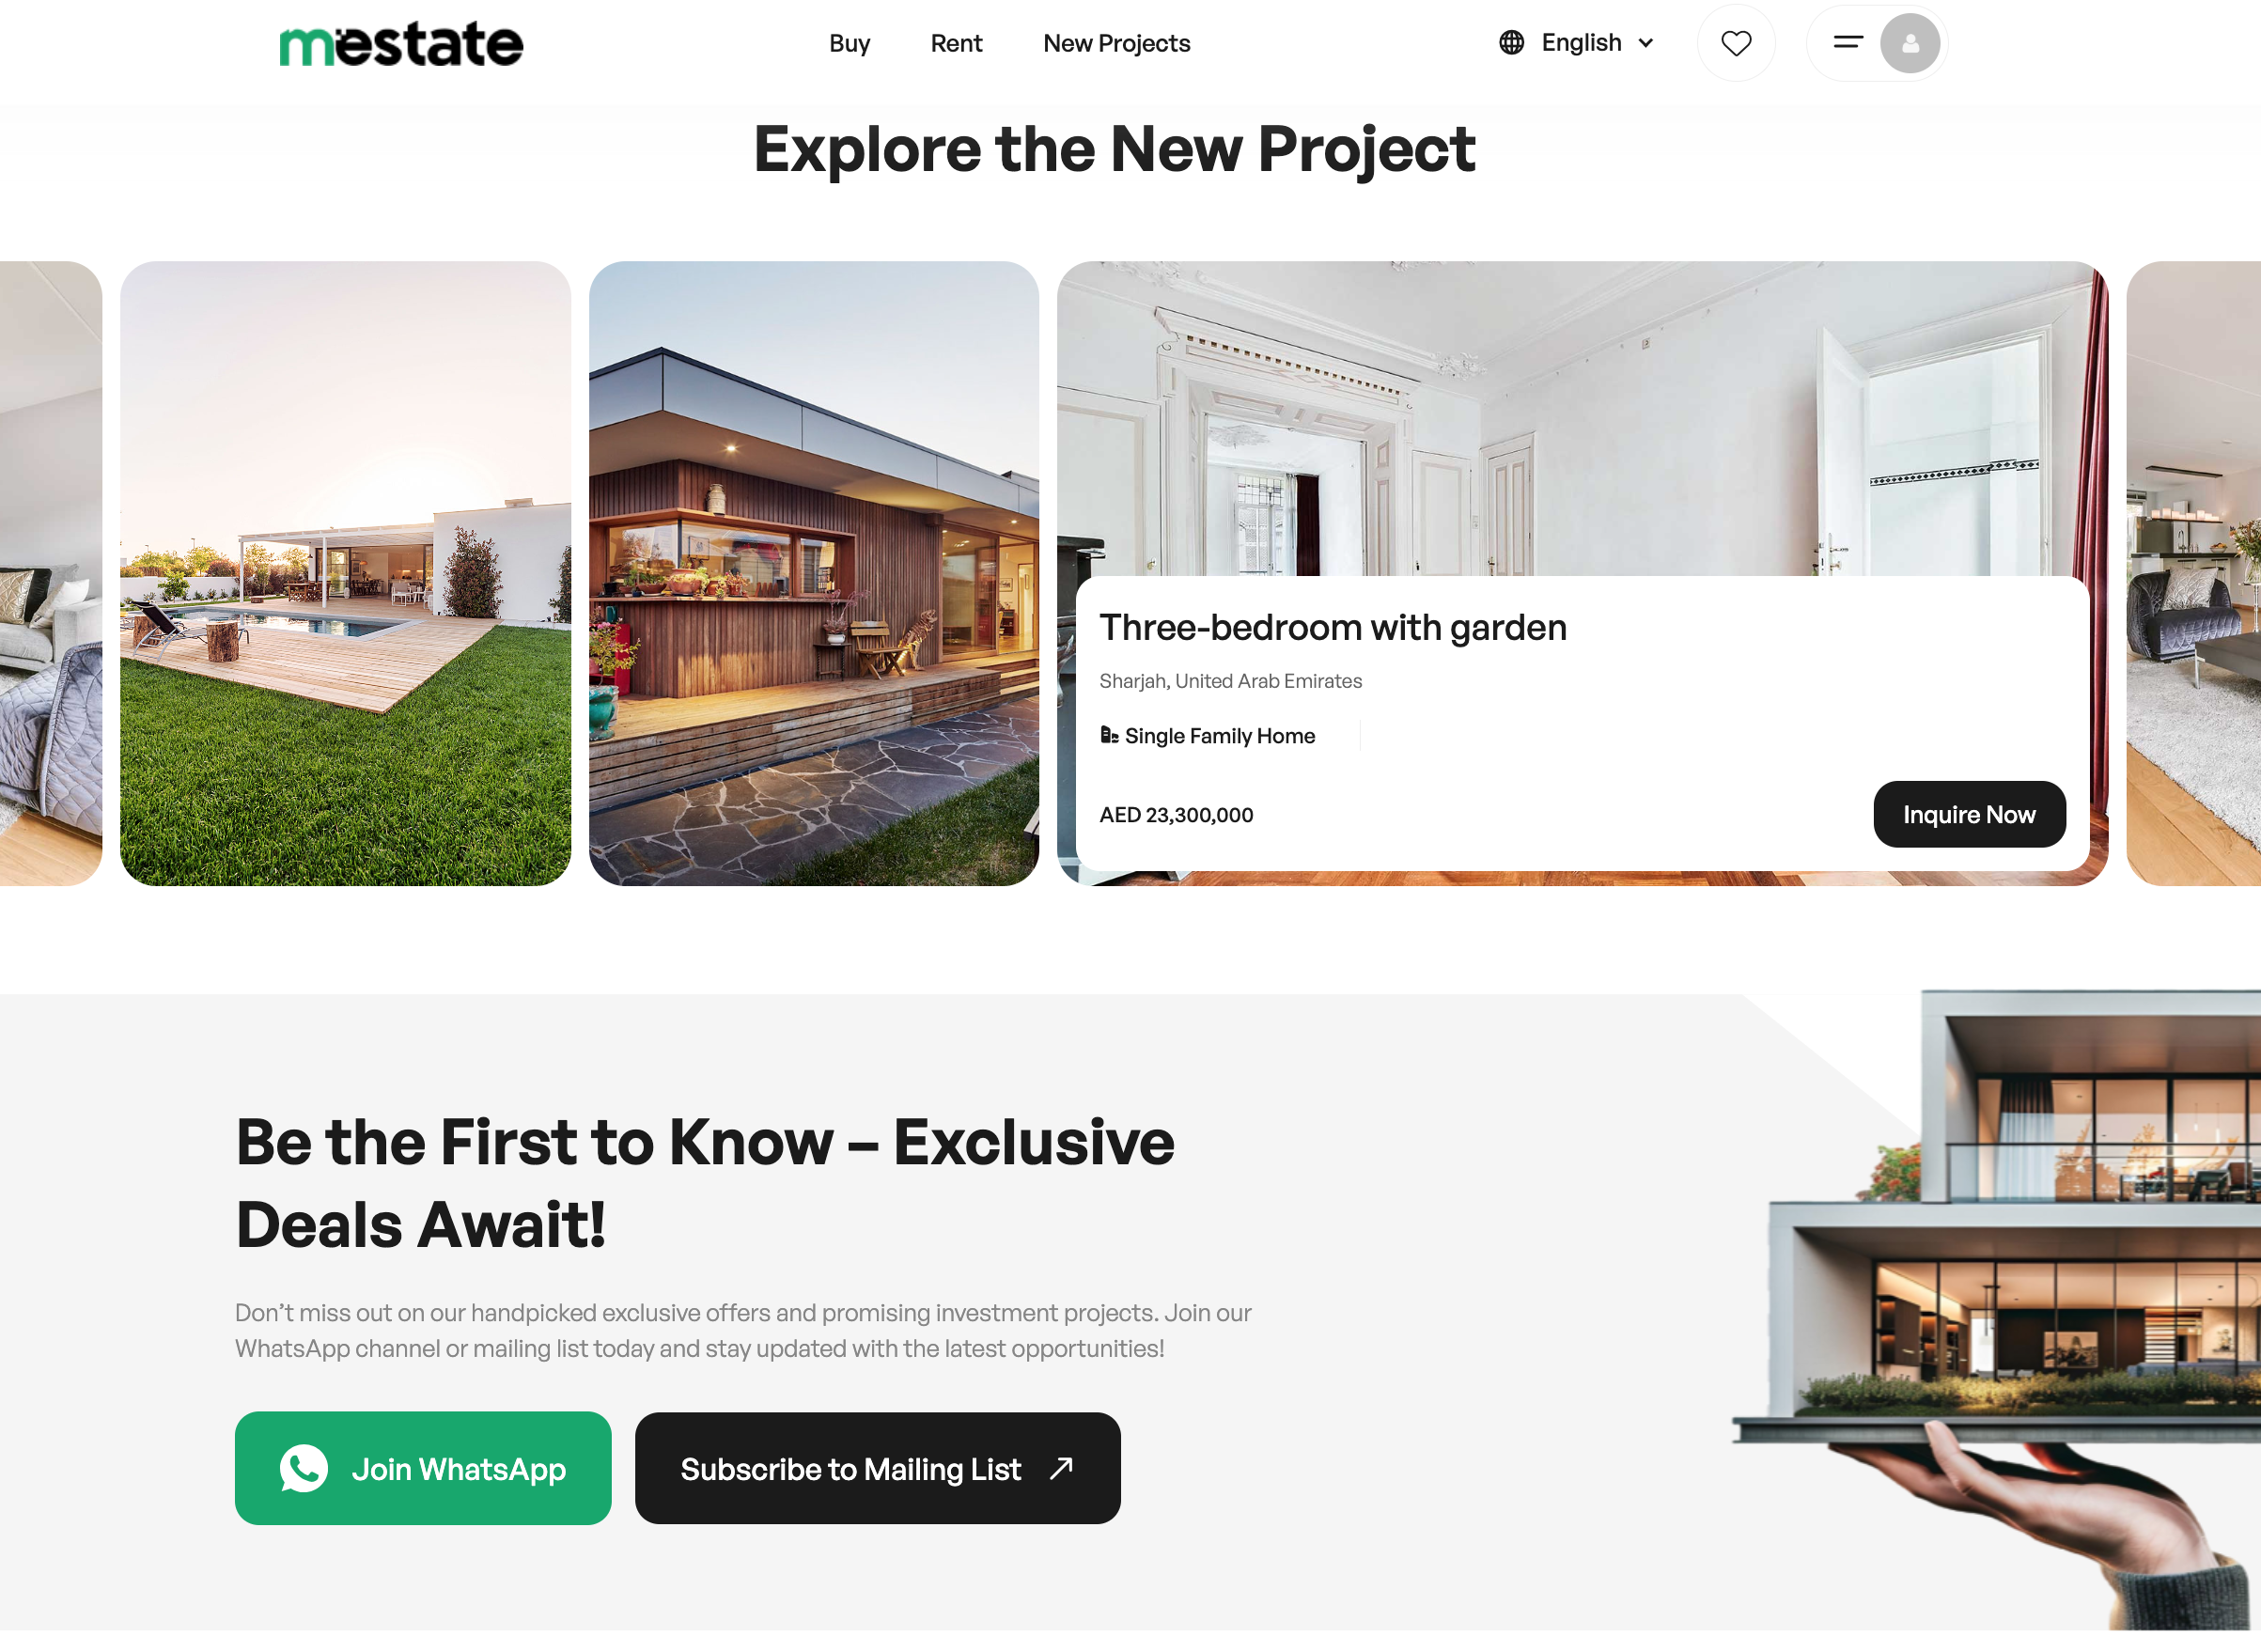 mestate
Buy
Rent
New Projects
English
Explore the New Project
Three-bedroom with garden
Sharjah, United Arab Emirates
Single Family Home
AED 23,300,000
Inquire Now
Be the First to Know – Exclusive
Deals Await!
Don’t miss out on our handpicked exclusive offers and promising investment projects. Join our
WhatsApp channel or mailing list today and stay updated with the latest opportunities!
Join WhatsApp
Subscribe to Mailing List